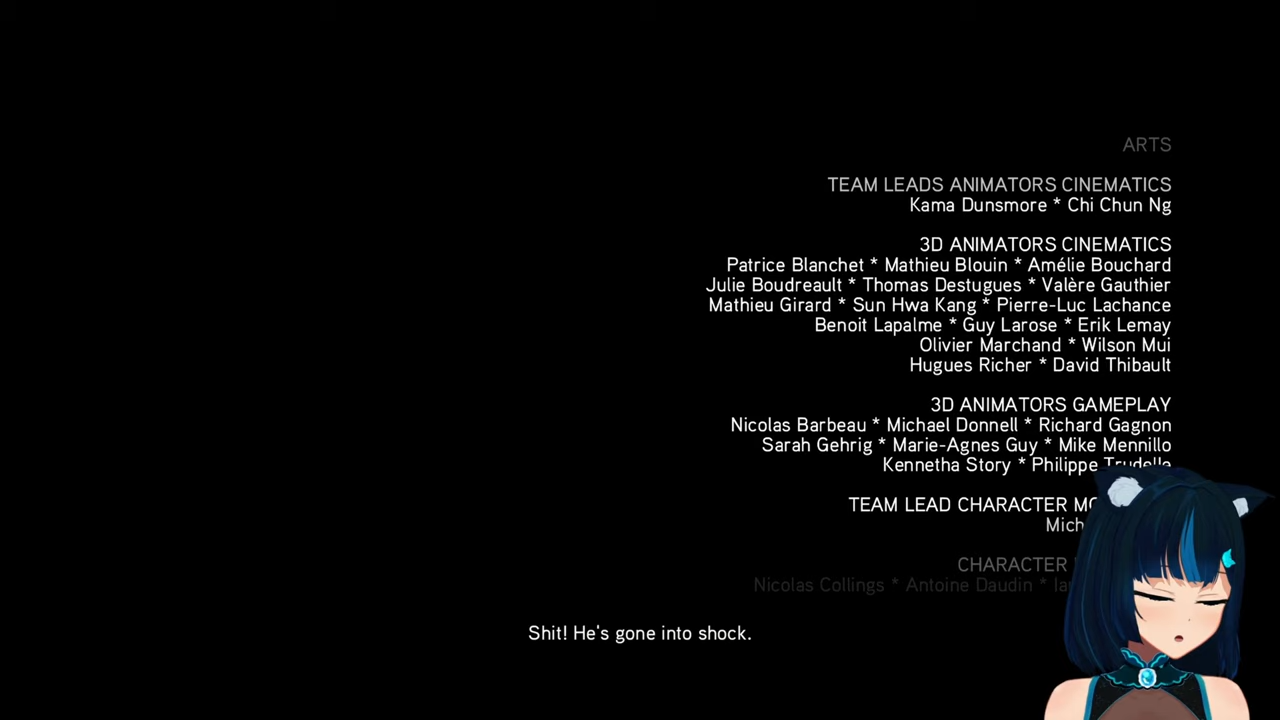 ARTS
TEAM LEADS ANIMATORS CINEMATICS
Kama Dunsmore * Chi Chun Ng
3D ANIMATORS CINEMATICS
Patrice Blanchet * Mathieu Blouin * Amélie Bouchard
Julie Boudreault * Thomas Destugues * Valère Gauthier
Mathieu Girard * Sun Hwa Kang * Pierre-Luc Lachance
Benoit Lapalme * Guy Larose * Erik Lemay
Olivier Marchand * Wilson Mui
Hugues Richer * David Thibault
3D ANIMATORS GAMEPLAY
Nicolas Barbeau * Michael Donnell * Richard Gagnon
Sarah Gehrig * Marie-Agnes Guy * Mike Mennillo
Kennetha Story * Philippe Trudelle
TEAM LEAD CHARACTER
CHARACTER
Nicolas Collings * Antoine Daudin *
Shit! He's gone into shock.